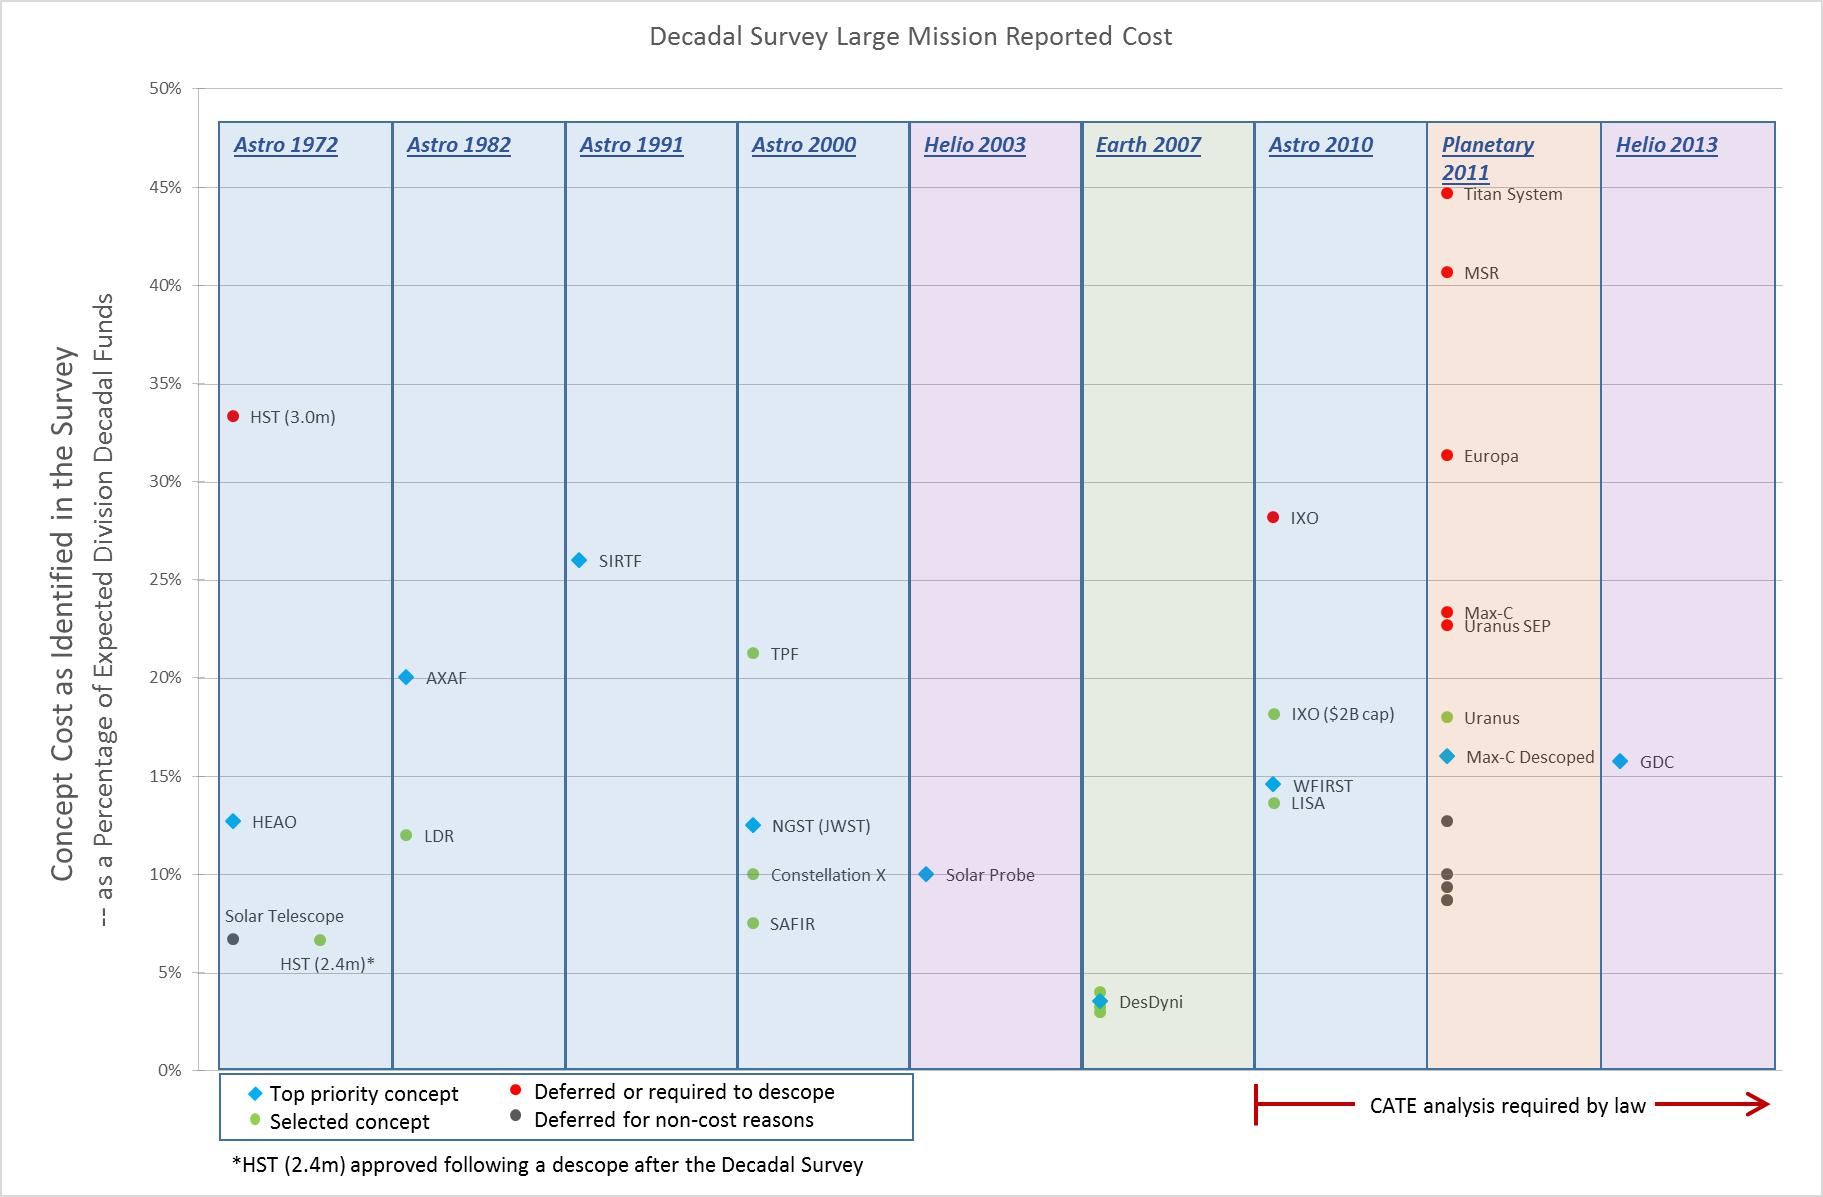 Decadal Survey Large Mission Reported Cost
Concept Cost as Identified in the Survey
-- as a Percentage of Expected Division Decadal Funds
50%
45%
40%
35%
30%
25%
20%
15%
10%
5%
0%
Astro 1972
HST (3.0m)
HEAO
Solar Telescope
HST (2.4m)*
Astro 1982
AXAF
LDR
Astro 1991
SIRTF
Astro 2000
TPF
NGST (JWST)
Constellation X
SAFIR
Helio 2003
Solar Probe
Earth 2007
DesDyni
Astro 2010
IXO
IXO ($2B cap)
WFIRST
LISA
Planetary
2011
Titan System
MSR
Europa
Max-C
Uranus SEP
Uranus
Max-C Descoped
Helio 2013
GDC
Top priority concept
Selected concept
Deferred or required to descope
Deferred for non-cost reasons
CATE analysis required by law
*HST (2.4m) approved following a descope after the Decadal Survey